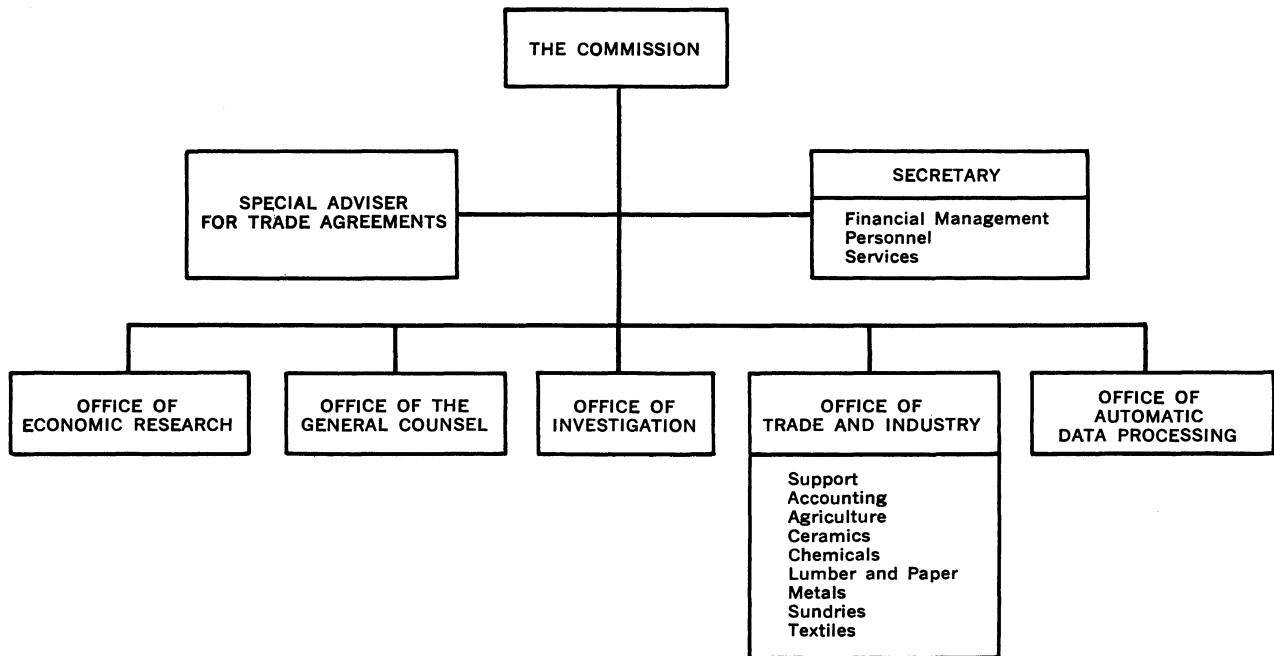 THE COMMISSION
SPECIAL ADVISER
FOR TRADE AGREEMENTS
SECRETARY
Financial Management
Personnel
Services
OFFICE OF
ECONOMIC RESEARCH
OFFICE OF THE
GENERAL COUNSEL
OFFICE OF
INVESTIGATION
OFFICE OF
TRADE AND INDUSTRY
Support
Accounting
Agriculture
Ceramics
Chemicals
Lumber and Paper
Metals
Sundries
Textiles
OFFICE OF
AUTOMATIC
DATA PROCESSING